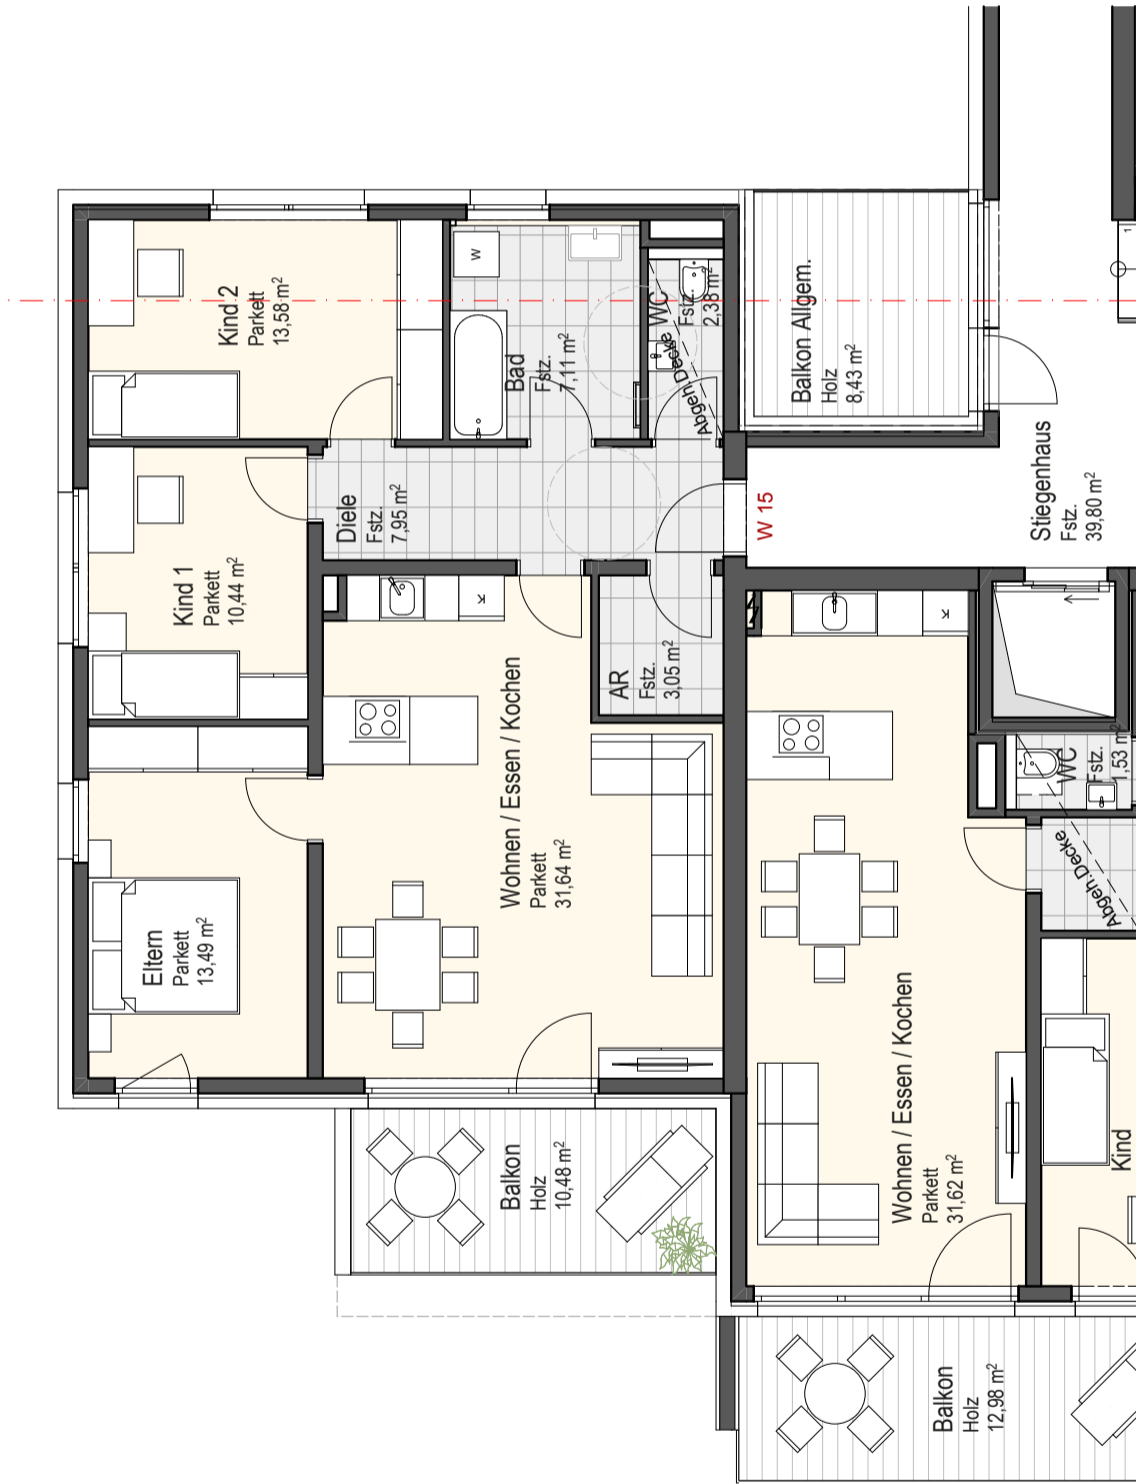 Kind 2
Parkett
13,58 m²
W
Bad
Fstz.
7,11 m²
WC
Fstz.
2,38 m²
Abgeh.Decke
Balkon Allgem.
Holz
8,43 m²
1
Kind 1
Parkett
10,44 m²
Diele
Fstz.
7,95 m²
W 15
Stiegenhaus
Fstz.
39,80 m²
K
AR
Fstz.
3,05 m²
K
Wohnen / Essen / Kochen
Parkett
31,64 m²
WC
Fstz.
1,53 m²
Abgeh.Decke
Eltern
Parkett
13,49 m²
Wohnen / Essen / Kochen
Parkett
31,62 m²
Kind
Balkon
Holz
10,48 m²
Balkon
Holz
12,98 m²